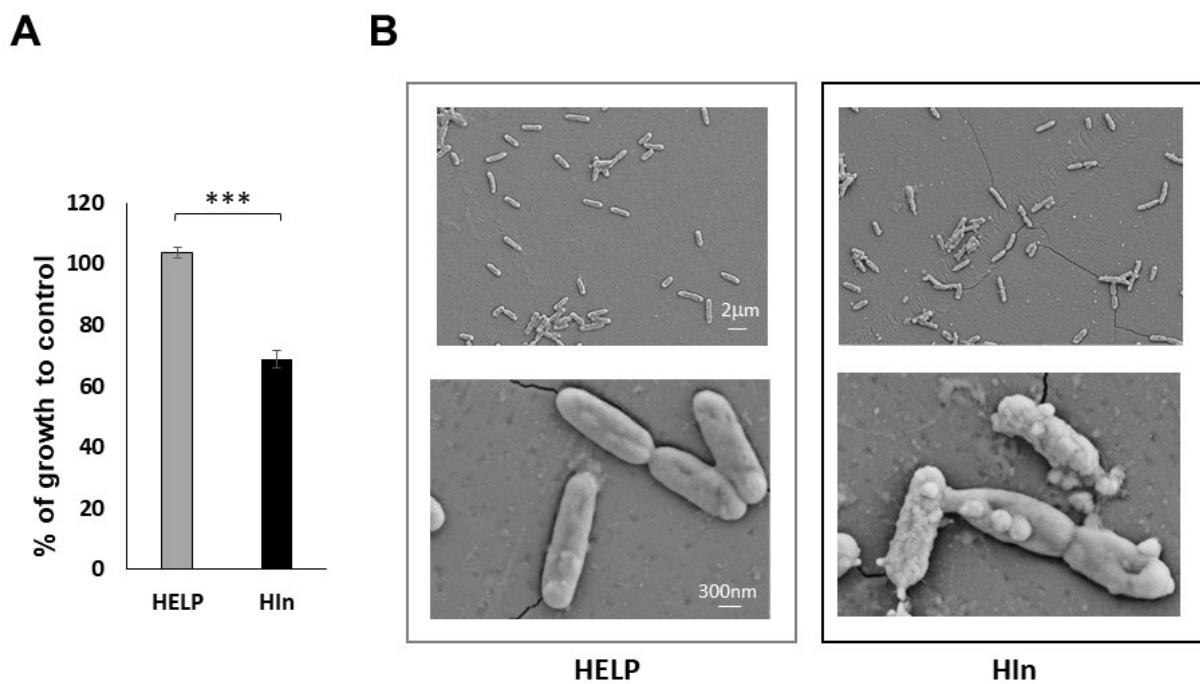 A
B
***
120
100
80
60
40
20
0
% of growth to control
HELP
HIn
2μm
300nm
HELP
HIn